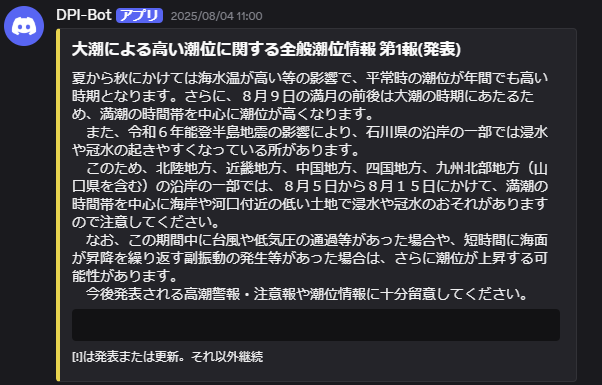 DPI-Bot アプリ 2025/08/04 11:00
大潮による高い潮位に関する全般潮位情報 第1報(発表)
夏から秋にかけては海水温が高い等の影響で、平常時の潮位が年間でも高い
時期となります。さらに、８月９日の満月の前後は大潮の時期にあたるた
め、満潮の時間帯を中心に潮位が高くなります。
　また、令和６年能登半島地震の影響により、石川県の沿岸の一部では浸水
や冠水の起きやすくなっている所があります。
　このため、北陸地方、近畿地方、中国地方、四国地方、九州北部地方（山
口県を含む）の沿岸の一部では、８月５日から８月１５日にかけて、満潮
の時間帯を中心に海岸や河口付近の低い土地で浸水や冠水のおそれがあります
ので注意してください。
　なお、この期間中に台風や低気圧の通過等があった場合や、短時間に海面
が昇降を繰り返す副振動の発生等があった場合は、さらに潮位が上昇する可
能性があります。
　今後発表される高潮警報・注意報や潮位情報に十分留意してください。
[!]は発表または更新。それ以外継続